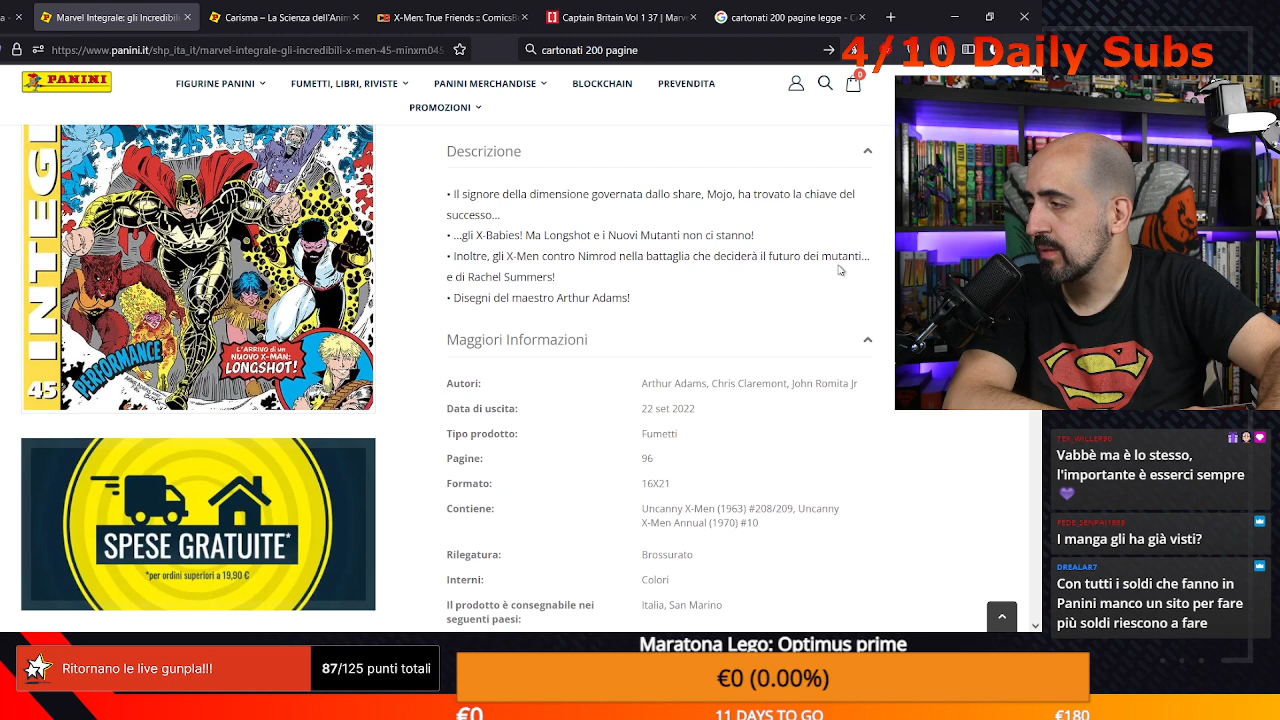 Marvel integrale: gli Incredibili
Carisma – La Scienza dell'Anim
X-Men: True Friends :: ComicsB
Captain Britain Vol 1 37 | Marve
cartonati 200 pagine legge - C
https://www.panini.it/shp_ita_it/marvel-integrale-gli-incredibili-x-men-45-minxm045
cartonati 200 pagine
4/10 Daily Subs
PANINI
FIGURINE PANINI
FUMETTI, LIBRI, RIVISTE
PANINI MERCHANDISE
BLOCKCHAIN
PREVENDITA
PROMOZIONI
0
INTEG
PERFORMANCE
L'ARRIVO di un
NUOVO X-MAN:
LONGSHOT!
45
Descrizione
• Il signore della dimensione governata dallo share, Mojo, ha trovato la chiave del
successo...
• ...gli X-Babies! Ma Longshot e i Nuovi Mutanti non ci stanno!
• Inoltre, gli X-Men contro Nimrod nella battaglia che deciderà il futuro dei mutanti...
e di Rachel Summers!
• Disegni del maestro Arthur Adams!
Maggiori Informazioni
Autori: Arthur Adams, Chris Claremont, John Romita Jr
Data di uscita: 22 set 2022
Tipo prodotto: Fumetti
Pagine: 96
Formato: 16X21
Contiene: Uncanny X-Men (1963) #208/209, Uncanny
X-Men Annual (1970) #10
Rilegatura: Brossurato
Interni: Colori
Il prodotto è consegnabile nei Italia, San Marino
seguenti paesi:
SPESE GRATUITE*
*per ordini superiori a 19,90 €
TEX_WILLER90
Vabbè ma è lo stesso,
l'importante è esserci sempre
FEDE_SENPAI1889
I manga gli ha già visti?
DREALAR7
Con tutti i soldi che fanno in
Panini manco un sito per fare
più soldi riescono a fare
Ritornano le live gunpla!!!
87/125 punti totali
Maratona Lego: Optimus prime
€0 (0.00%)
€0
11 DAYS TO GO
€180